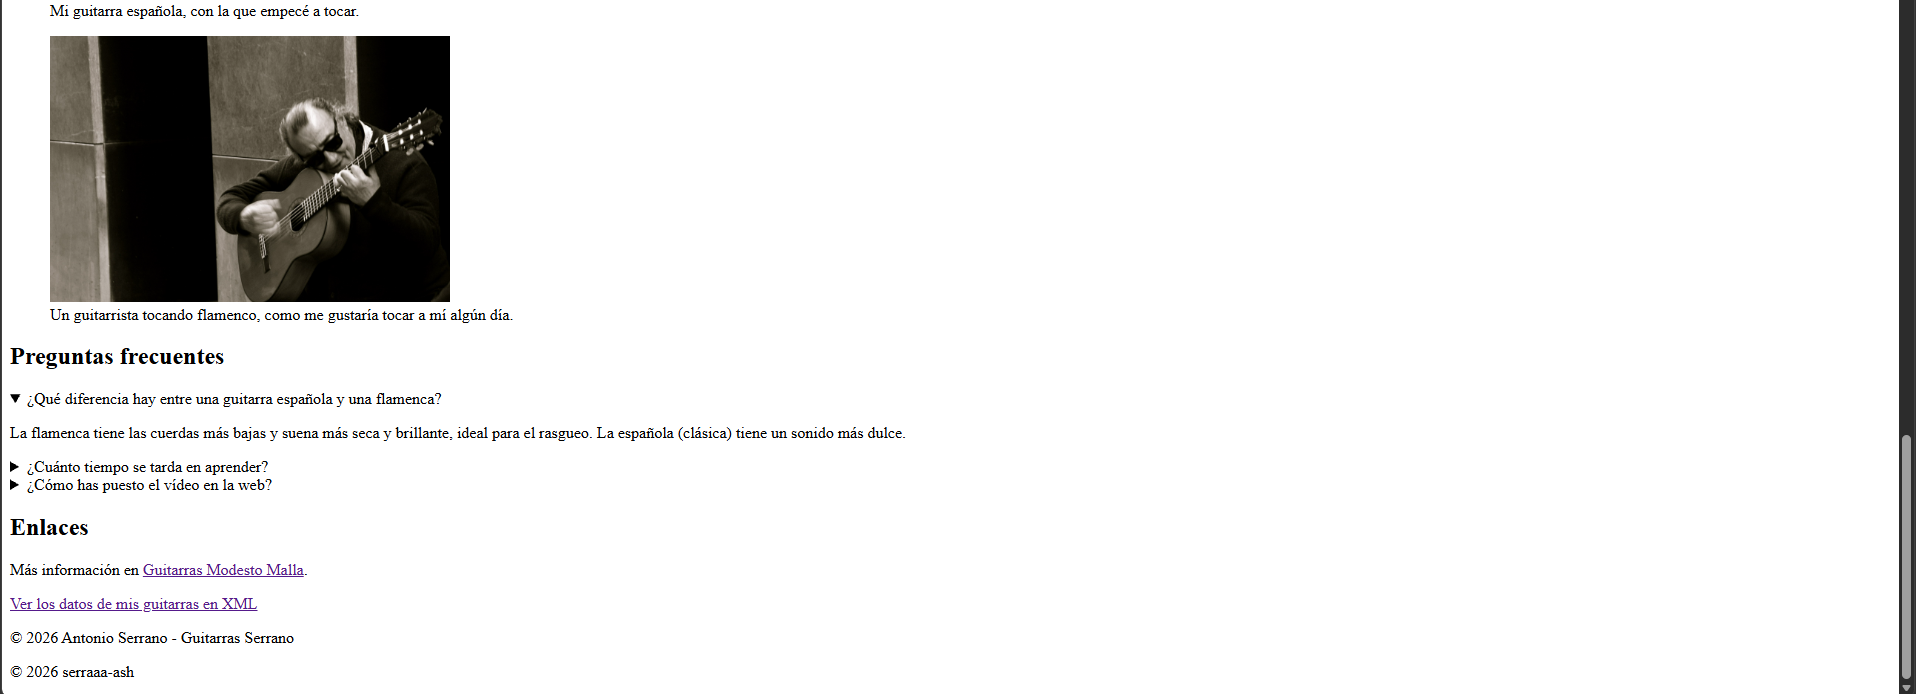 Mi guitarra española, con la que empecé a tocar.
Un guitarrista tocando flamenco, como me gustaría tocar a mí algún día.
Preguntas frecuentes
¿Qué diferencia hay entre una guitarra española y una flamenca?
La flamenca tiene las cuerdas más bajas y suena más seca y brillante, ideal para el rasgueo. La española (clásica) tiene un sonido más dulce.
¿Cuánto tiempo se tarda en aprender?
¿Cómo has puesto el vídeo en la web?
Enlaces
Más información en Guitarras Modesto Malla.
Ver los datos de mis guitarras en XML
© 2026 Antonio Serrano - Guitarras Serrano
© 2026 serraaa-ash